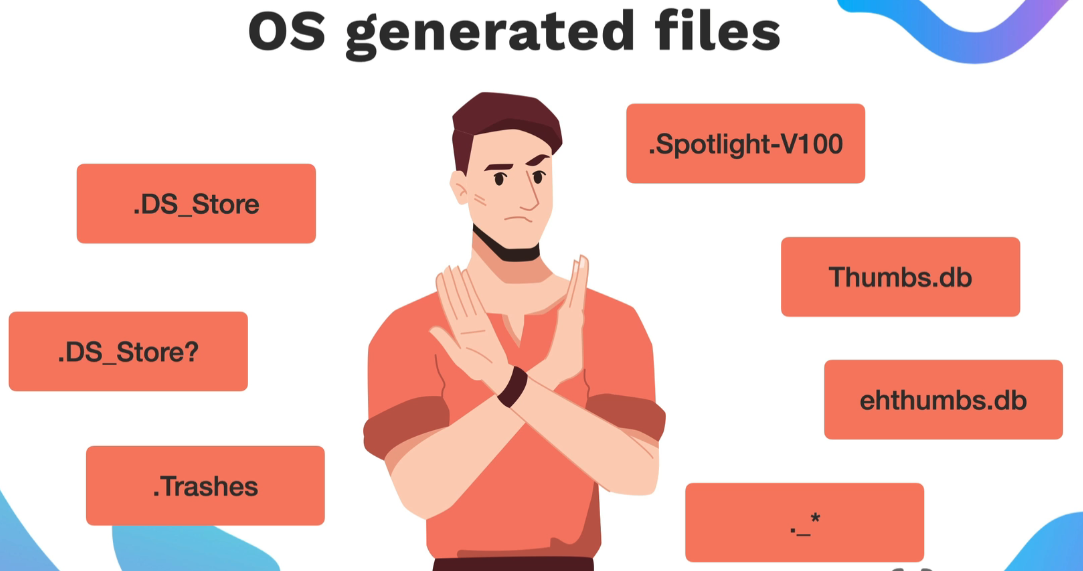 OS generated files
.Spotlight-V100
.DS_Store
Thumbs.db
.DS_Store?
ehthumbs.db
.Trashes
._*